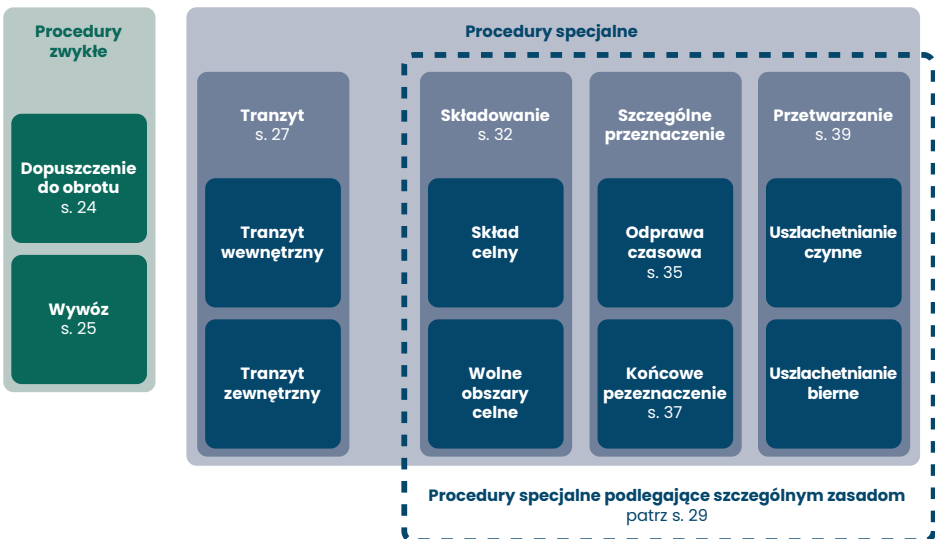 Procedury
zwykłe
Dopuszczenie
do obrotu
s. 24
Wywóz
s. 25
Procedury specjalne
Tranzyt
s. 27
Tranzyt
wewnętrzny
Tranzyt
zewnętrzny
Składowanie
s. 32
Skład
celny
Wolne
obszary
celne
Szczególne
przeznaczenie
Odprawa
czasowa
s. 35
Końcowe
pezeznaczenie
s. 37
Przetwarzanie
s. 39
Uszlachetnianie
czynne
Uszlachetnianie
bierne
Procedury specjalne podlegające szczególnym zasadom
patrz s. 29